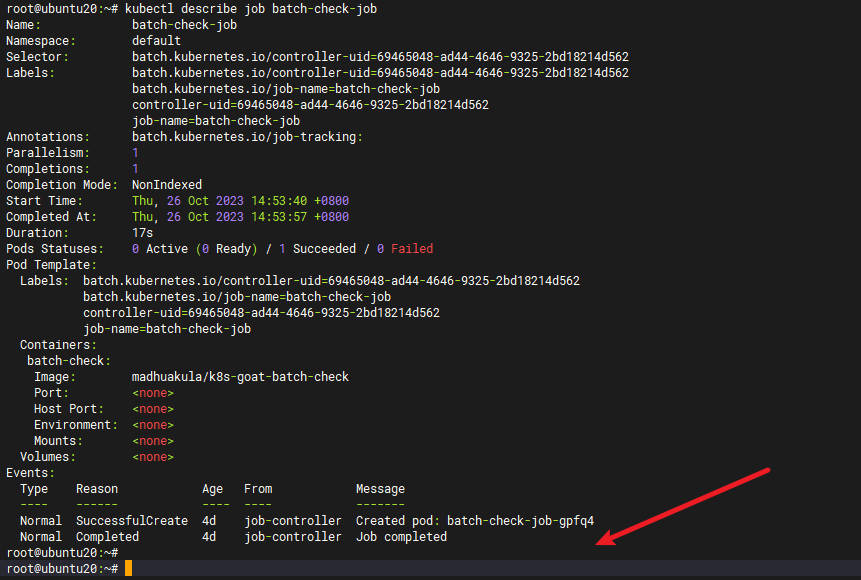 root@ubuntu20:~# kubectl describe job batch-check-job
Name:             batch-check-job
Namespace:        default
Selector:         batch.kubernetes.io/controller-uid=69465048-ad44-4646-9325-2bd18214d562
Labels:           batch.kubernetes.io/controller-uid=69465048-ad44-4646-9325-2bd18214d562
                  batch.kubernetes.io/job-name=batch-check-job
                  controller-uid=69465048-ad44-4646-9325-2bd18214d562
                  job-name=batch-check-job
Annotations:      batch.kubernetes.io/job-tracking:
Parallelism:      1
Completions:      1
Completion Mode:  NonIndexed
Start Time:       Thu, 26 Oct 2023 14:53:40 +0800
Completed At:     Thu, 26 Oct 2023 14:53:57 +0800
Duration:         17s
Pods Statuses:    0 Active (0 Ready) / 1 Succeeded / 0 Failed
Pod Template:
  Labels:  batch.kubernetes.io/controller-uid=69465048-ad44-4646-9325-2bd18214d562
           batch.kubernetes.io/job-name=batch-check-job
           controller-uid=69465048-ad44-4646-9325-2bd18214d562
           job-name=batch-check-job
  Containers:
   batch-check:
    Image:        madhuakula/k8s-goat-batch-check
    Port:         <none>
    Host Port:    <none>
    Environment:  <none>
    Mounts:       <none>
  Volumes:        <none>
Events:
  Type    Reason            Age   From            Message
  ----    ------            ----  ----            -------
  Normal  SuccessfulCreate  4d    job-controller  Created pod: batch-check-job-gpfq4
  Normal  Completed         4d    job-controller  Job completed
root@ubuntu20:~#
root@ubuntu20:~#